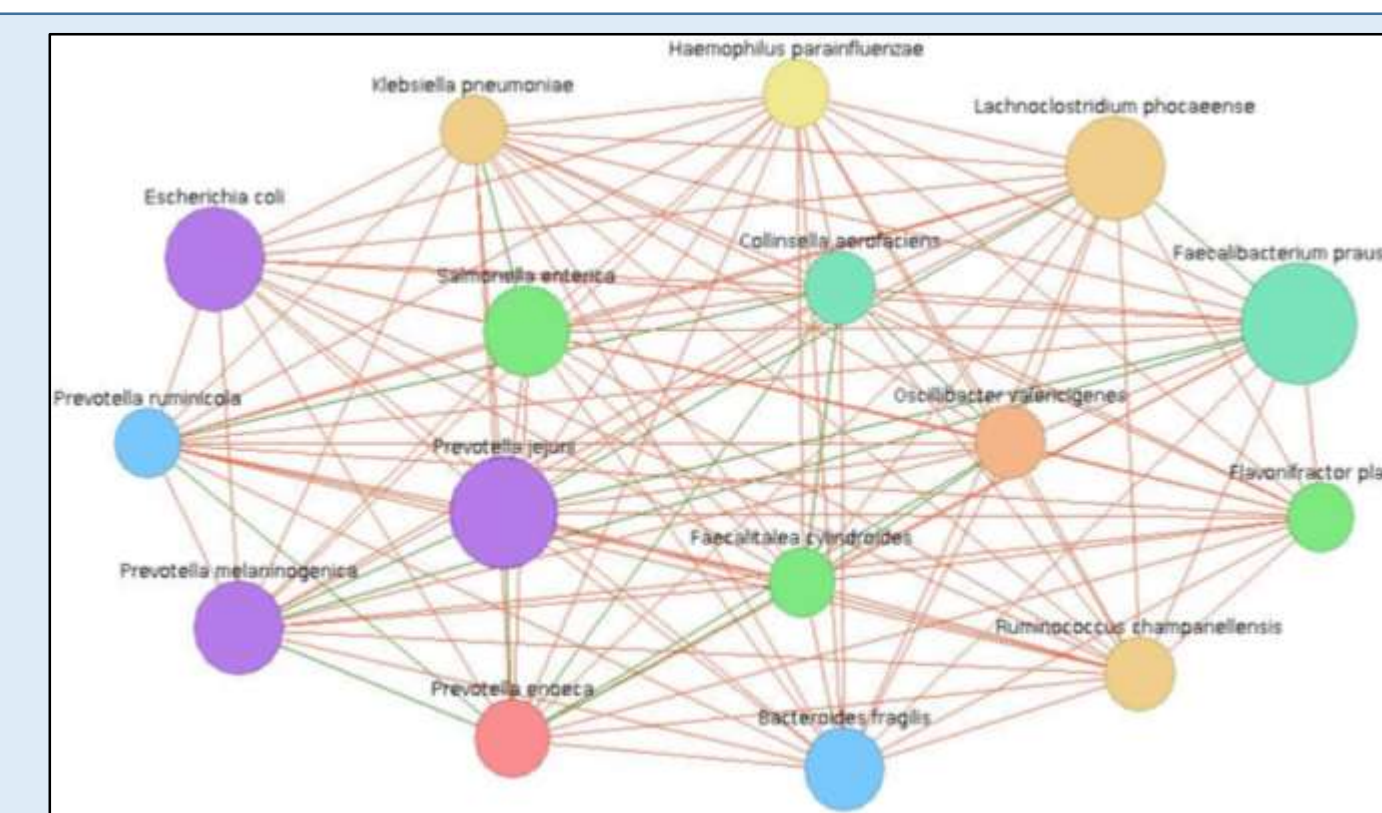 Haemophilus parainfluenzae
Klebsiella pneumoniae
Lachnoclostridium phocaeense
Escherichia coli
Collinsella aerofaciens
Faecalibacterium praus
Salmonella enterica
Prevotella ruminicola
Oscillibacter valericigenes
Prevotella jejuni
Flavonifractor pla
Faecalitalea cylindroides
Prevotella melaninogenica
Ruminococcus champanellensis
Prevotella enoeca
Bacteroides fragilis